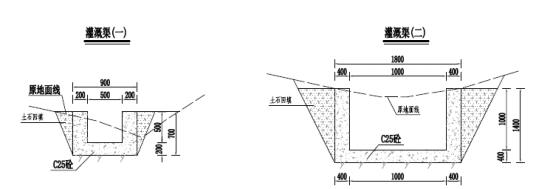 灌溉渠(一)
900
200 500 200
原地面线
土石回填
500
200
700
C25砼
灌溉渠(二)
1800
400 1000 400
土石回填
原地面线
1000
400
1400
C25砼
400 1000 400